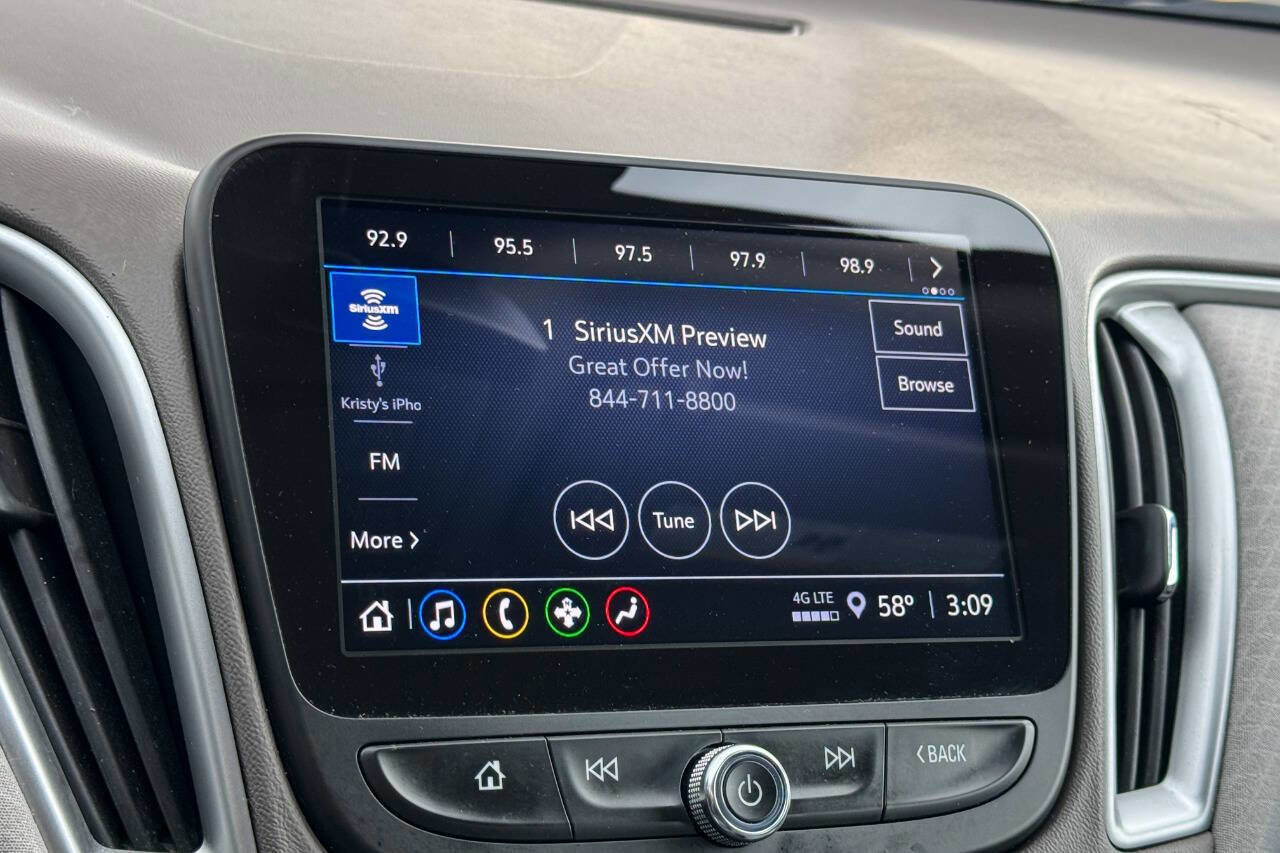 92.9 95.5 97.5 97.9 98.9
SiriusXM
1 SiriusXM Preview
Great Offer Now!
844-711-8800
Sound
Browse
Kristy's iPho
FM
More
Tune
4G LTE
58° 3:09
BACK